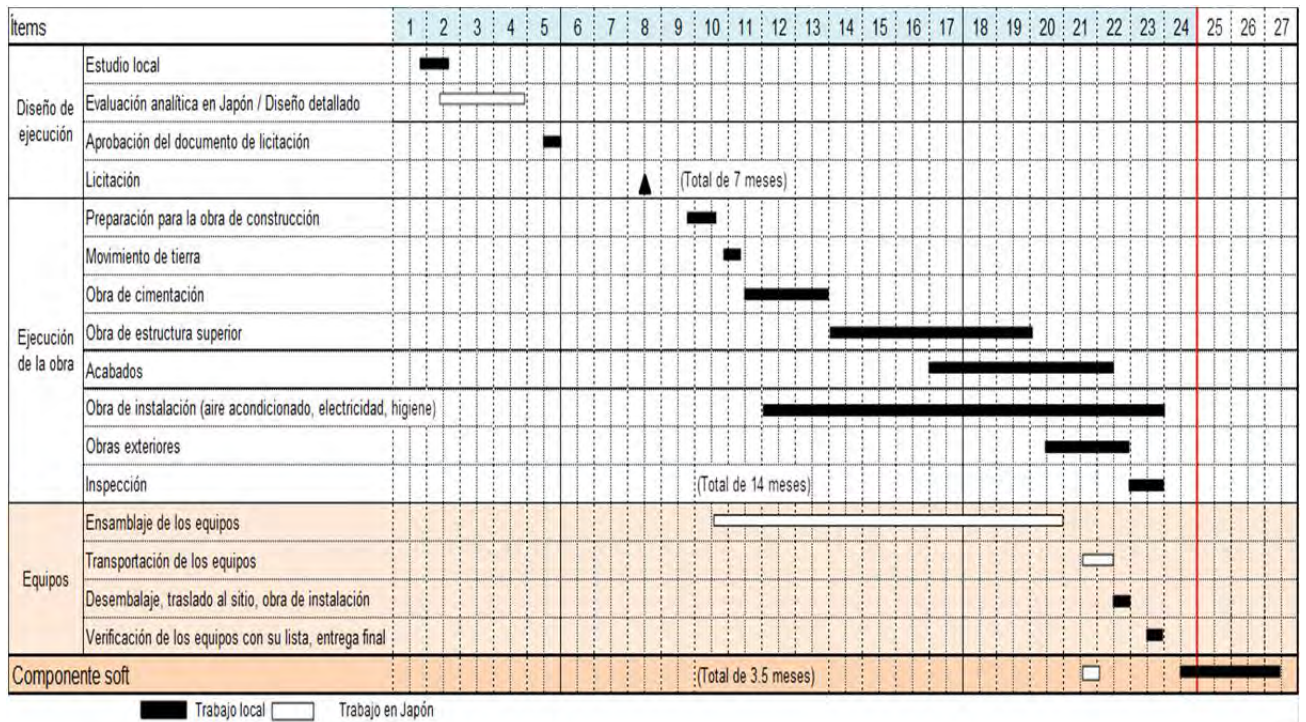 Ítems 1 2 3 4 5 6 7 8 9 10 11 12 13 14 15 16 17 18 19 20 21 22 23 24 25 26 27
Diseño de ejecución
Estudio local
Evaluación analítica en Japón / Diseño detallado
Aprobación del documento de licitación
Licitación (Total de 7 meses)
Ejecución de la obra
Preparación para la obra de construcción
Movimiento de tierra
Obra de cimentación
Obra de estructura superior
Acabados
Obra de instalación (aire acondicionado, electricidad, higiene)
Obras exteriores
Inspección (Total de 14 meses)
Equipos
Ensamblaje de los equipos
Transportación de los equipos
Desembalaje, traslado al sitio, obra de instalación
Verificación de los equipos con su lista, entrega final
Componente soft (Total de 3.5 meses)
Trabajo local Trabajo en Japón